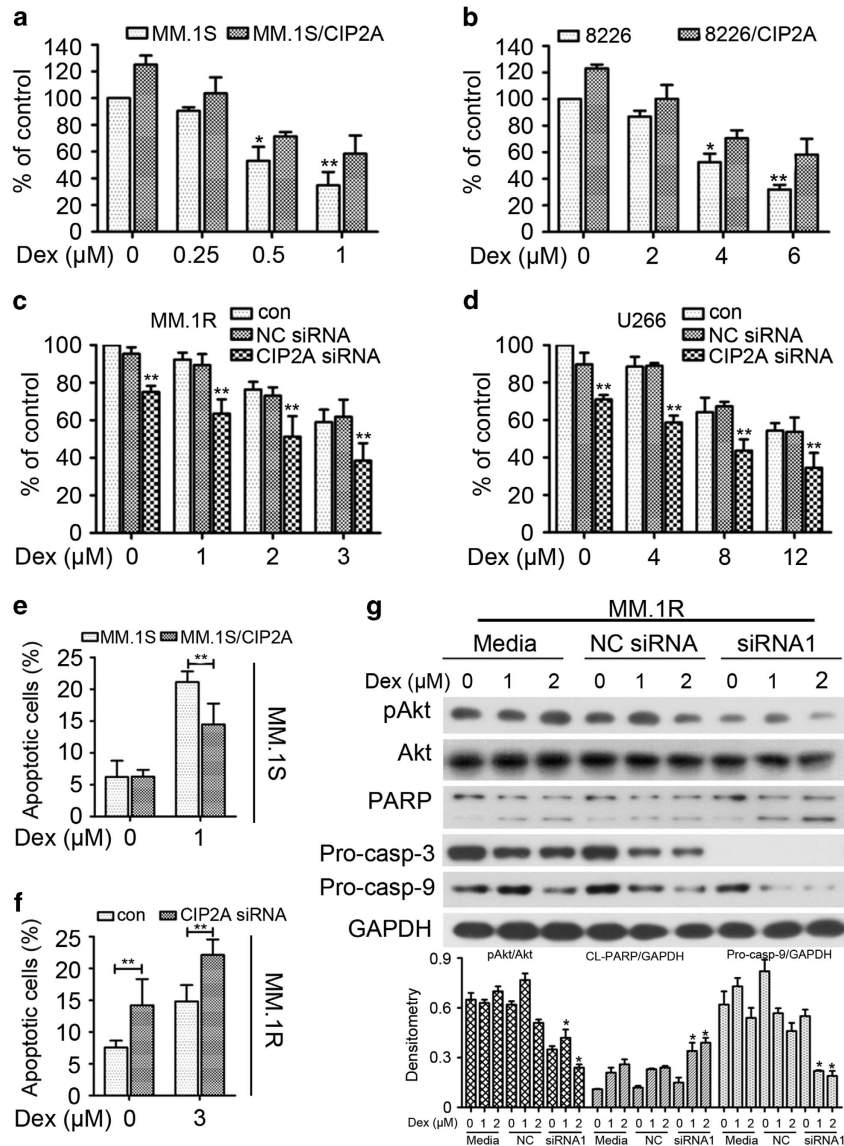 a
MM.1S MM.1S/CIP2A
% of control
140
120
100
80
60
40
20
0
* **
Dex (µM) 0 0.25 0.5 1
b
8226 8226/CIP2A
% of control
140
120
100
80
60
40
20
0
* **
Dex (µM) 0 2 4 6
c
MM.1R
con
NC siRNA
CIP2A siRNA
% of control
100
80
60
40
20
0
** ** ** **
Dex (µM) 0 1 2 3
d
U266
con
NC siRNA
CIP2A siRNA
% of control
100
80
60
40
20
0
** ** ** **
Dex (µM) 0 4 8 12
e
MM.1S MM.1S/CIP2A
Apoptotic cells (%)
25
20
15
10
5
0
**
Dex (µM) 0 1
MM.1S
f
con CIP2A siRNA
Apoptotic cells (%)
25
20
15
10
5
0
** **
Dex (µM) 0 3
MM.1R
g
MM.1R
Media NC siRNA siRNA1
Dex (µM) 0 1 2 0 1 2 0 1 2
pAkt
Akt
PARP
Pro-casp-3
Pro-casp-9
GAPDH
pAkt/Akt CL-PARP/GAPDH Pro-casp-9/GAPDH
Densitometry
0.9
0.6
0.3
0
* * * * * *
Dex (µM) 0 1 2 0 1 2 0 1 2 0 1 2 0 1 2 0 1 2 0 1 2 0 1 2 0 1 2
Media NC siRNA1 Media NC siRNA1 Media NC siRNA1